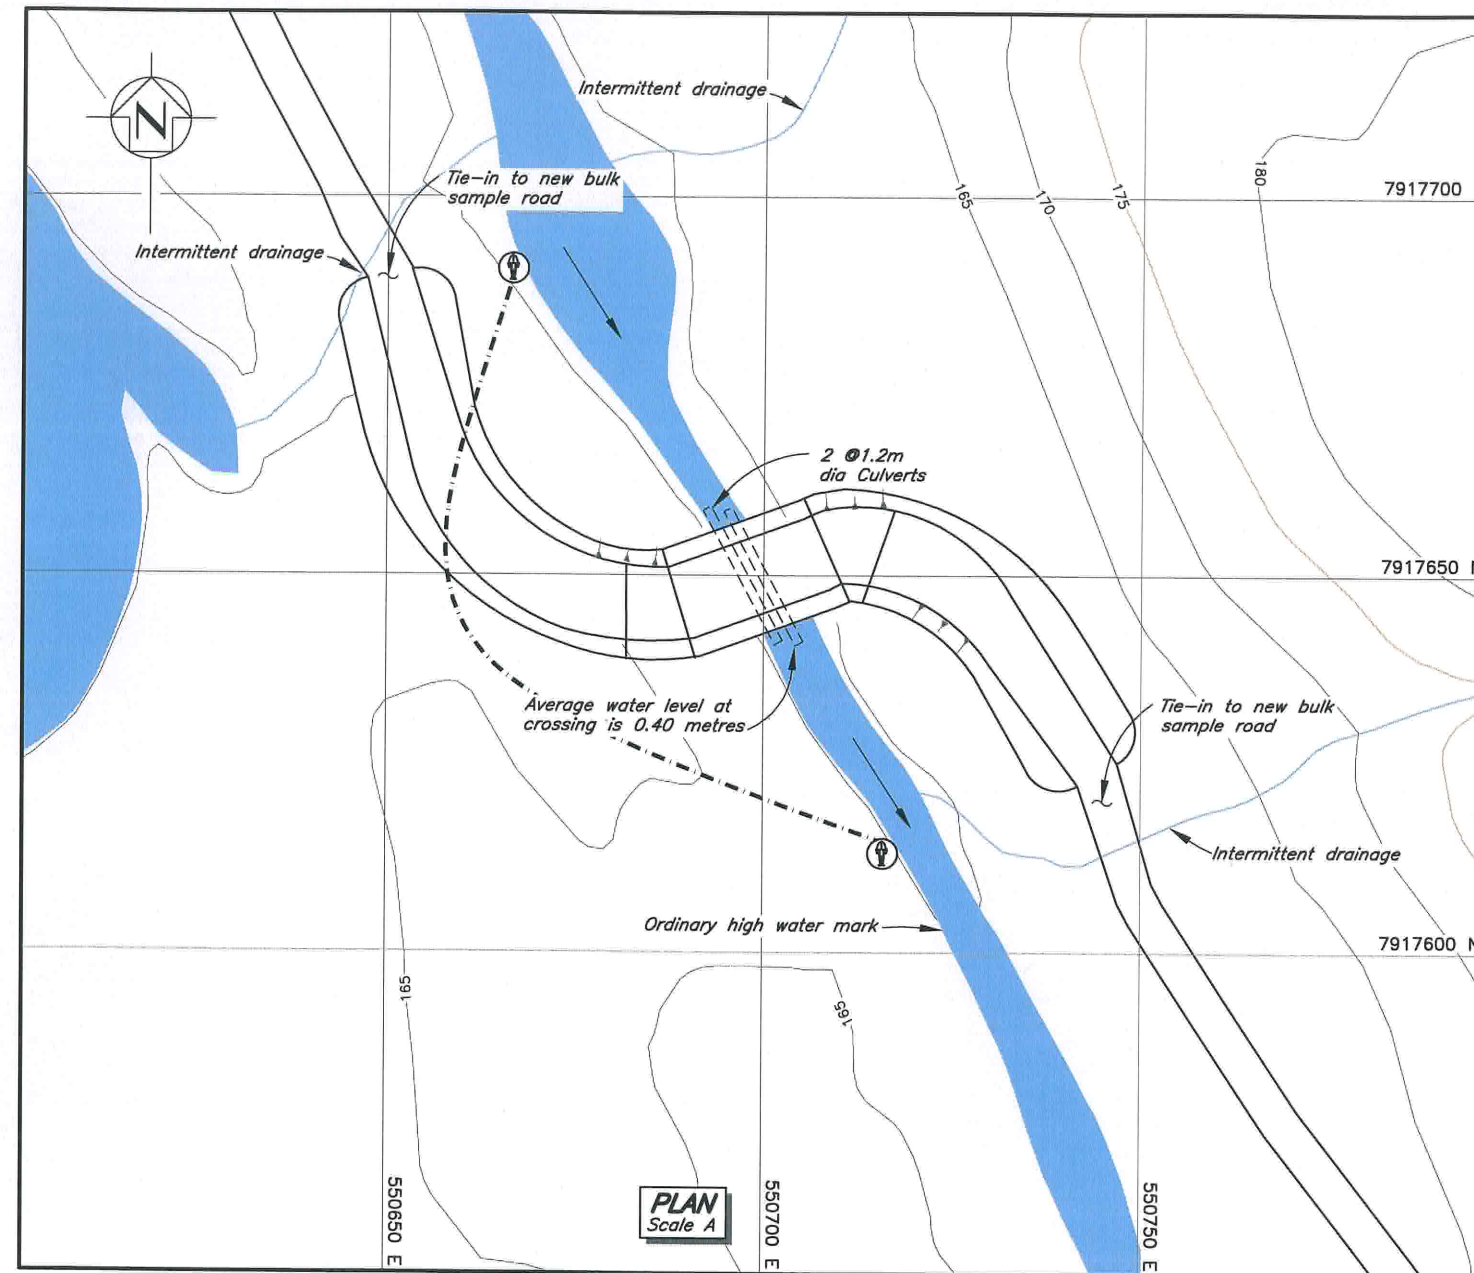 Intermittent drainage
N
Tie-in to new bulk
sample road
Intermittent drainage
165
170
175
180
7917700
2 @1.2m
dia Culverts
7917650 N
Average water level at
crossing is 0.40 metres
Tie-in to new bulk
sample road
Intermittent drainage
Ordinary high water mark
7917600 N
165
165
550650 E
PLAN
Scale A
550700 E
550750 E